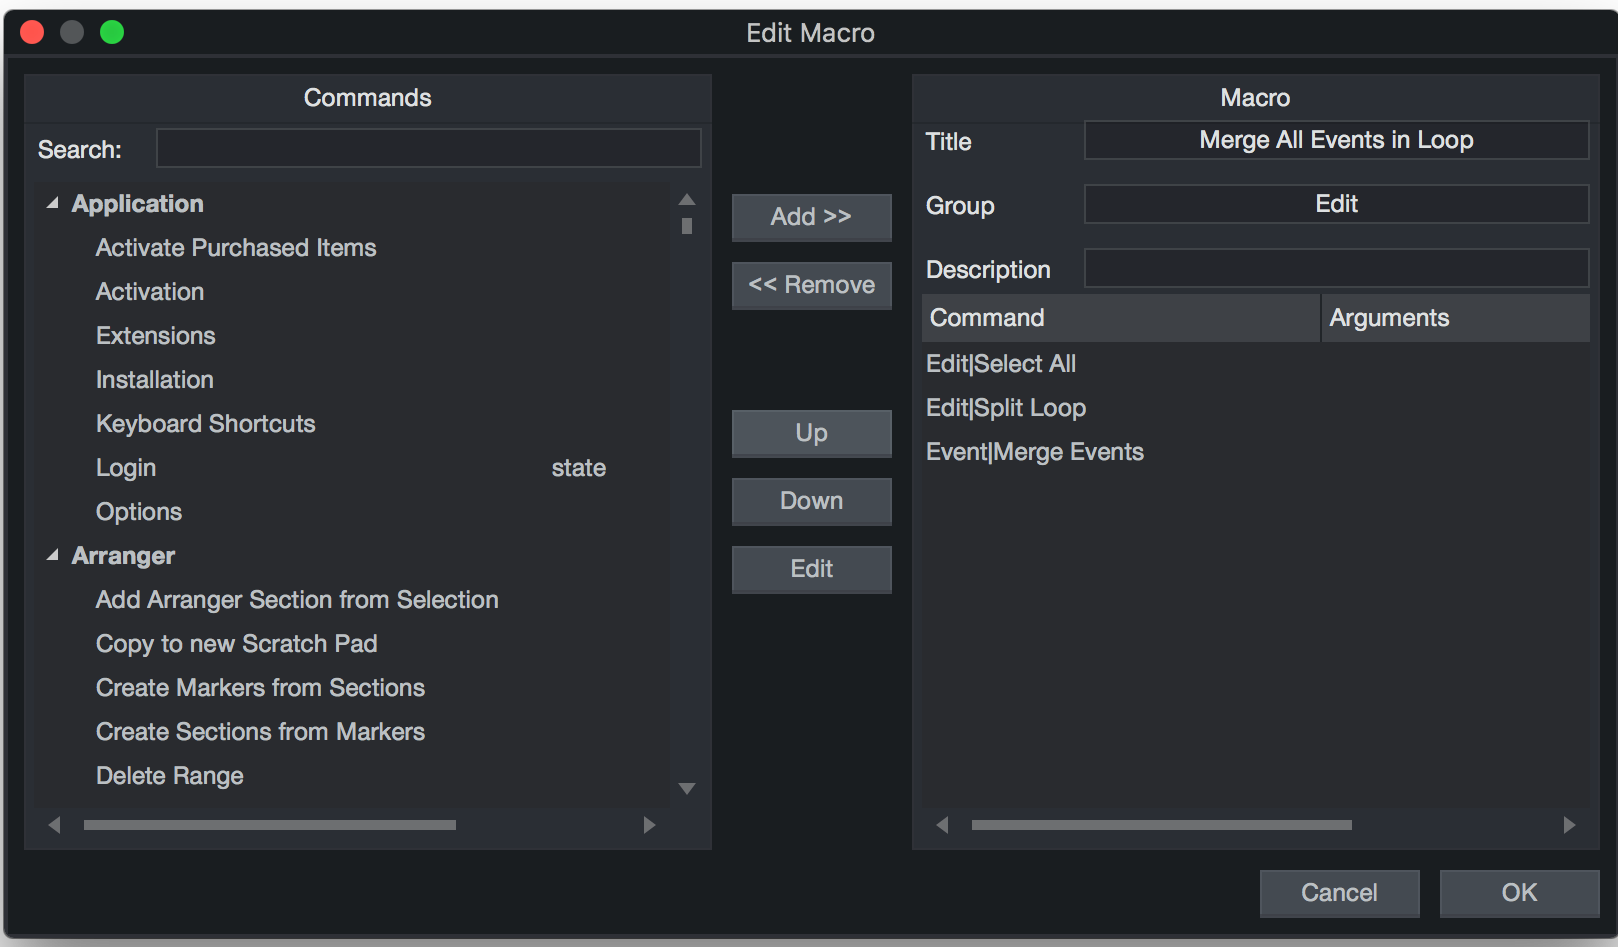 Edit Macro
Commands
Search:
Application
Activate Purchased Items
Activation
Extensions
Installation
Keyboard Shortcuts
Login state
Options
Arranger
Add Arranger Section from Selection
Copy to new Scratch Pad
Create Markers from Sections
Create Sections from Markers
Delete Range
Add >>
<< Remove
Up
Down
Edit
Macro
Title Merge All Events in Loop
Group Edit
Description
Command Arguments
Edit|Select All
Edit|Split Loop
Event|Merge Events
Cancel OK